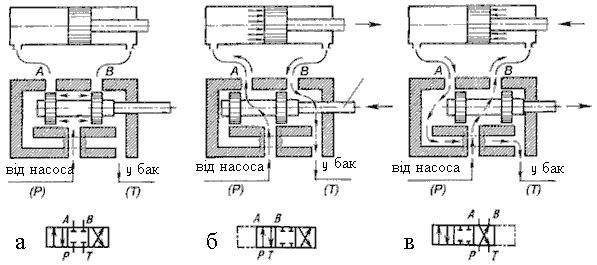 A B
від насоса у бак
(P) (T)
A B
від насоса у бак
(P) (T)
A B
від насоса у бак
(P) (T)
а A B
P T
б A B
P T
в A B
P T